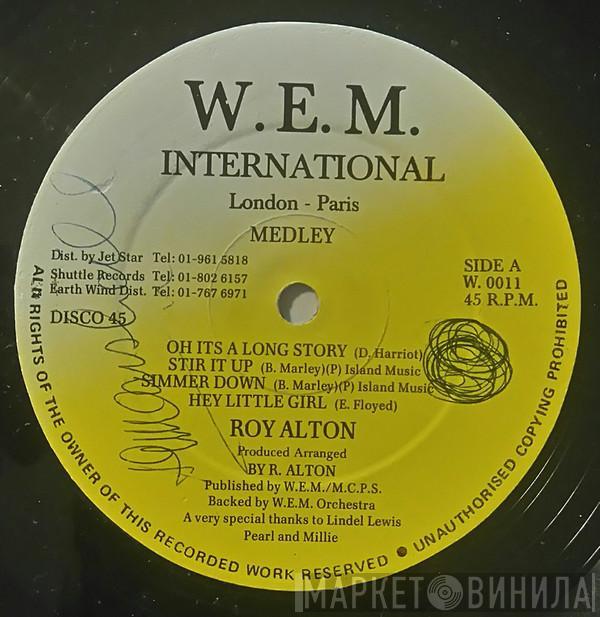 W.E.M.
INTERNATIONAL
London - Paris
MEDLEY
Dist. by Jet Star Tel: 01-961 5818
Shuttle Records Tel: 01-802 6157
Earth Wind Dist. Tel: 01-767 6971
DISCO 45
SIDE A
W. 0011
45 R.P.M.
OH ITS A LONG STORY (D. Harriot)
STIR IT UP (B. Marley)(P) Island Music
SIMMER DOWN (B. Marley)(P) Island Music
HEY LITTLE GIRL (E. Floyed)
ROY ALTON
Produced Arranged
BY R. ALTON
Published by W.E.M./M.C.P.S.
Backed by W.E.M. Orchestra
A very special thanks to Lindel Lewis
Pearl and Millie
ALL RIGHTS OF THE OWNER OF THIS RECORDED WORK RESERVED • UNAUTHORISED COPYING PROHIBITED
МАРКЕТ ВИНИЛА